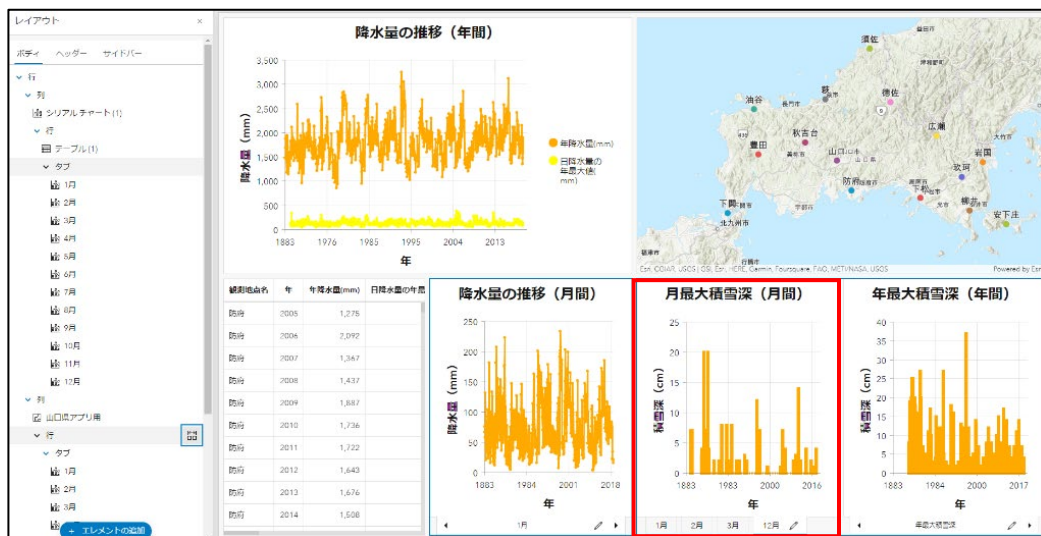 レイアウト
×
ボディ
ヘッダー
サイドバー
行
列
シリアルチャート(1)
行
テーブル(1)
タブ
1月
2月
3月
4月
5月
6月
7月
8月
9月
10月
11月
12月
列
山口県アプリ用
行
タブ
1月
2月
3月
+ エレメントの追加
降水量の推移（年間）
降水量（mm）
3,500
3,000
2,500
2,000
1,500
1,000
500
0
1883
1976
1985
1995
2004
2013
年
年降水量(mm)
日降水量の
年最大値(
mm)
須佐
萩
徳佐
油谷
長門市
秋吉台
広瀬
豊田
山口
岩国
玖珂
防府
下松
柳井
下関
北九州市
安下庄
Esri, CGIAR, USGS | GSI, Esri, HERE, Garmin, Foursquare, FAO, METI/NASA, USGS
Powered by Esri
観測地点名
年
年降水量(mm)
日降水量の年最
防府 2005 1,275
防府 2006 2,092
防府 2007 1,367
防府 2008 1,437
防府 2009 1,887
防府 2010 1,736
防府 2011 1,722
防府 2012 1,643
防府 2013 1,676
防府 2014 1,508
降水量の推移（月間）
降水量（mm）
250
200
150
100
50
0
1883
1984
2001
2018
年
1月
月最大積雪深（月間）
積雪深（cm）
25
20
15
10
5
0
1883
1983
2000
2016
年
1月
2月
3月
12月
年最大積雪深（年間）
積雪深（cm）
40
35
30
25
20
15
10
5
0
1883
1983
2000
2017
年
年最大積雪深